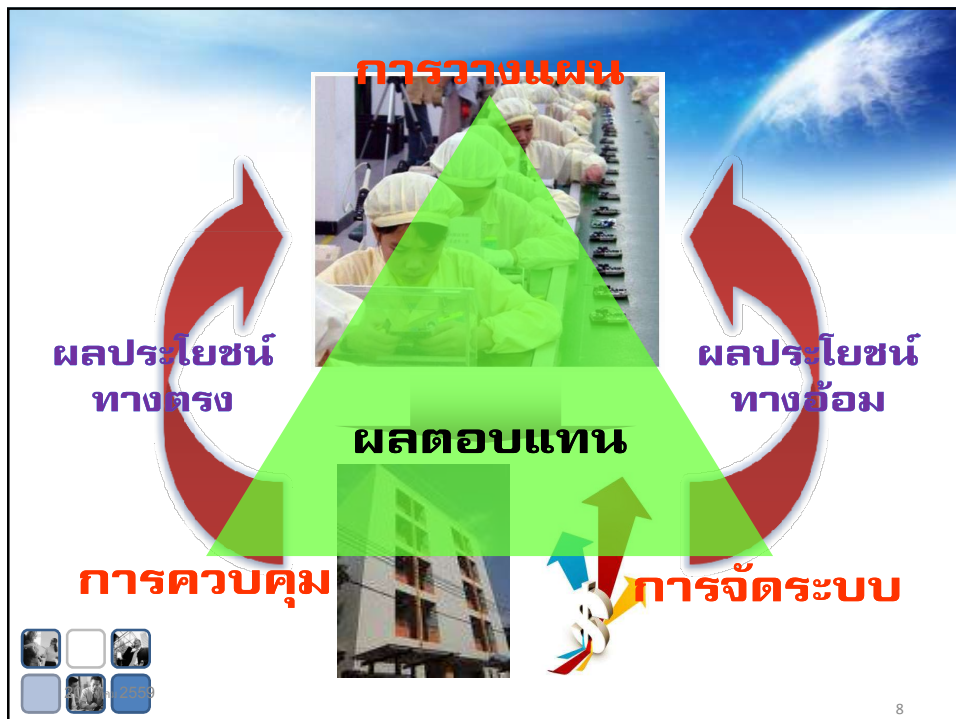 การวางแผน
ผลประโยชน์
ทางตรง
ผลประโยชน์
ทางอ้อม
ผลตอบแทน
การควบคุม
การจัดระบบ
$
2559
8